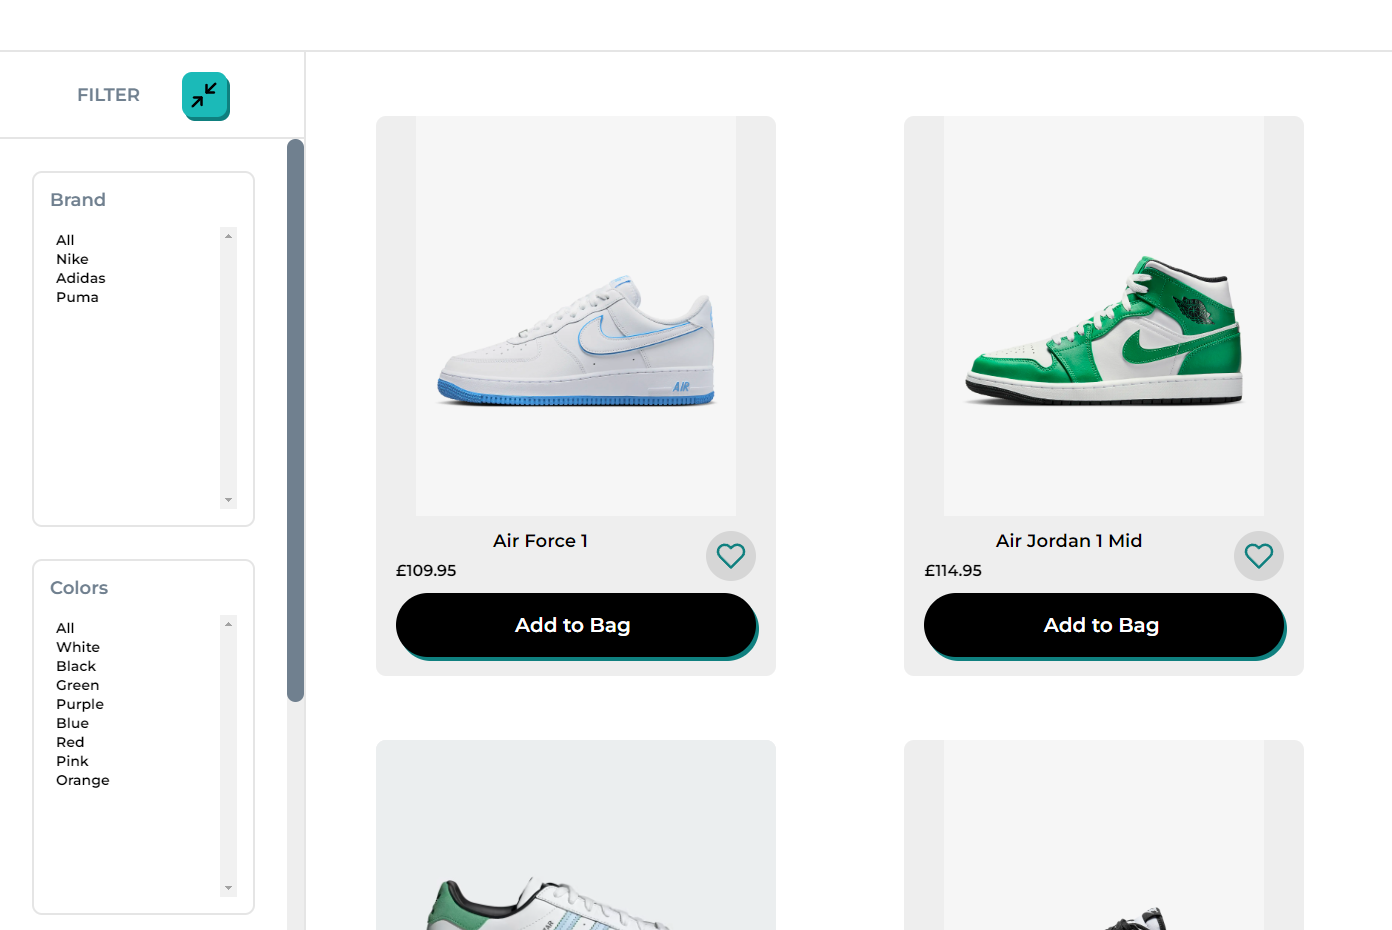 FILTER
Brand
All
Nike
Adidas
Puma
Colors
All
White
Black
Green
Purple
Blue
Red
Pink
Orange
AIR
Air Force 1
£109.95
Add to Bag
Air Jordan 1 Mid
£114.95
Add to Bag